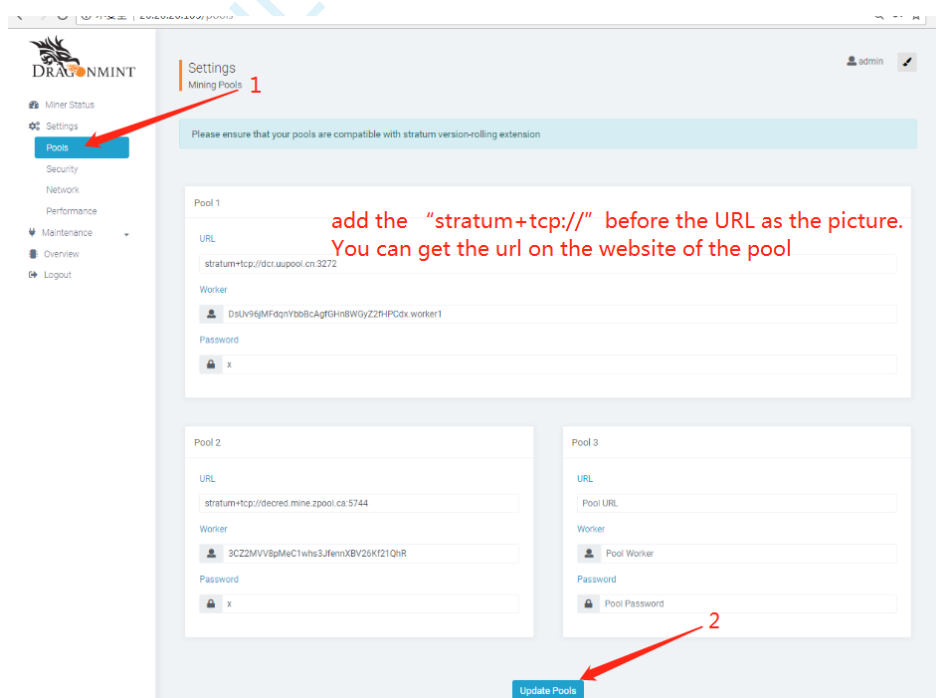 DRAGONMINT
Settings
Mining Pools
1
admin
Miner Status
Settings
Pools
Security
Network
Performance
Maintenance
Overview
Logout
Please ensure that your pools are compatible with stratum version-rolling extension
Pool 1
add the “stratum+tcp://” before the URL as the picture.
You can get the url on the website of the pool
URL
stratum+tcp://dcr.uupool.cn:3272
Worker
DsUv96jMFdqnYbbBcAgfGHn8WGyZ2fHPCdx.worker1
Password
x
Pool 2
URL
stratum+tcp://decred.mine.zpool.ca:5744
Worker
3CZ2MVV8pMeC1whs3JfennXBV26Kf21QhR
Password
x
Pool 3
URL
Pool URL
Worker
Pool Worker
Password
Pool Password
2
Update Pools